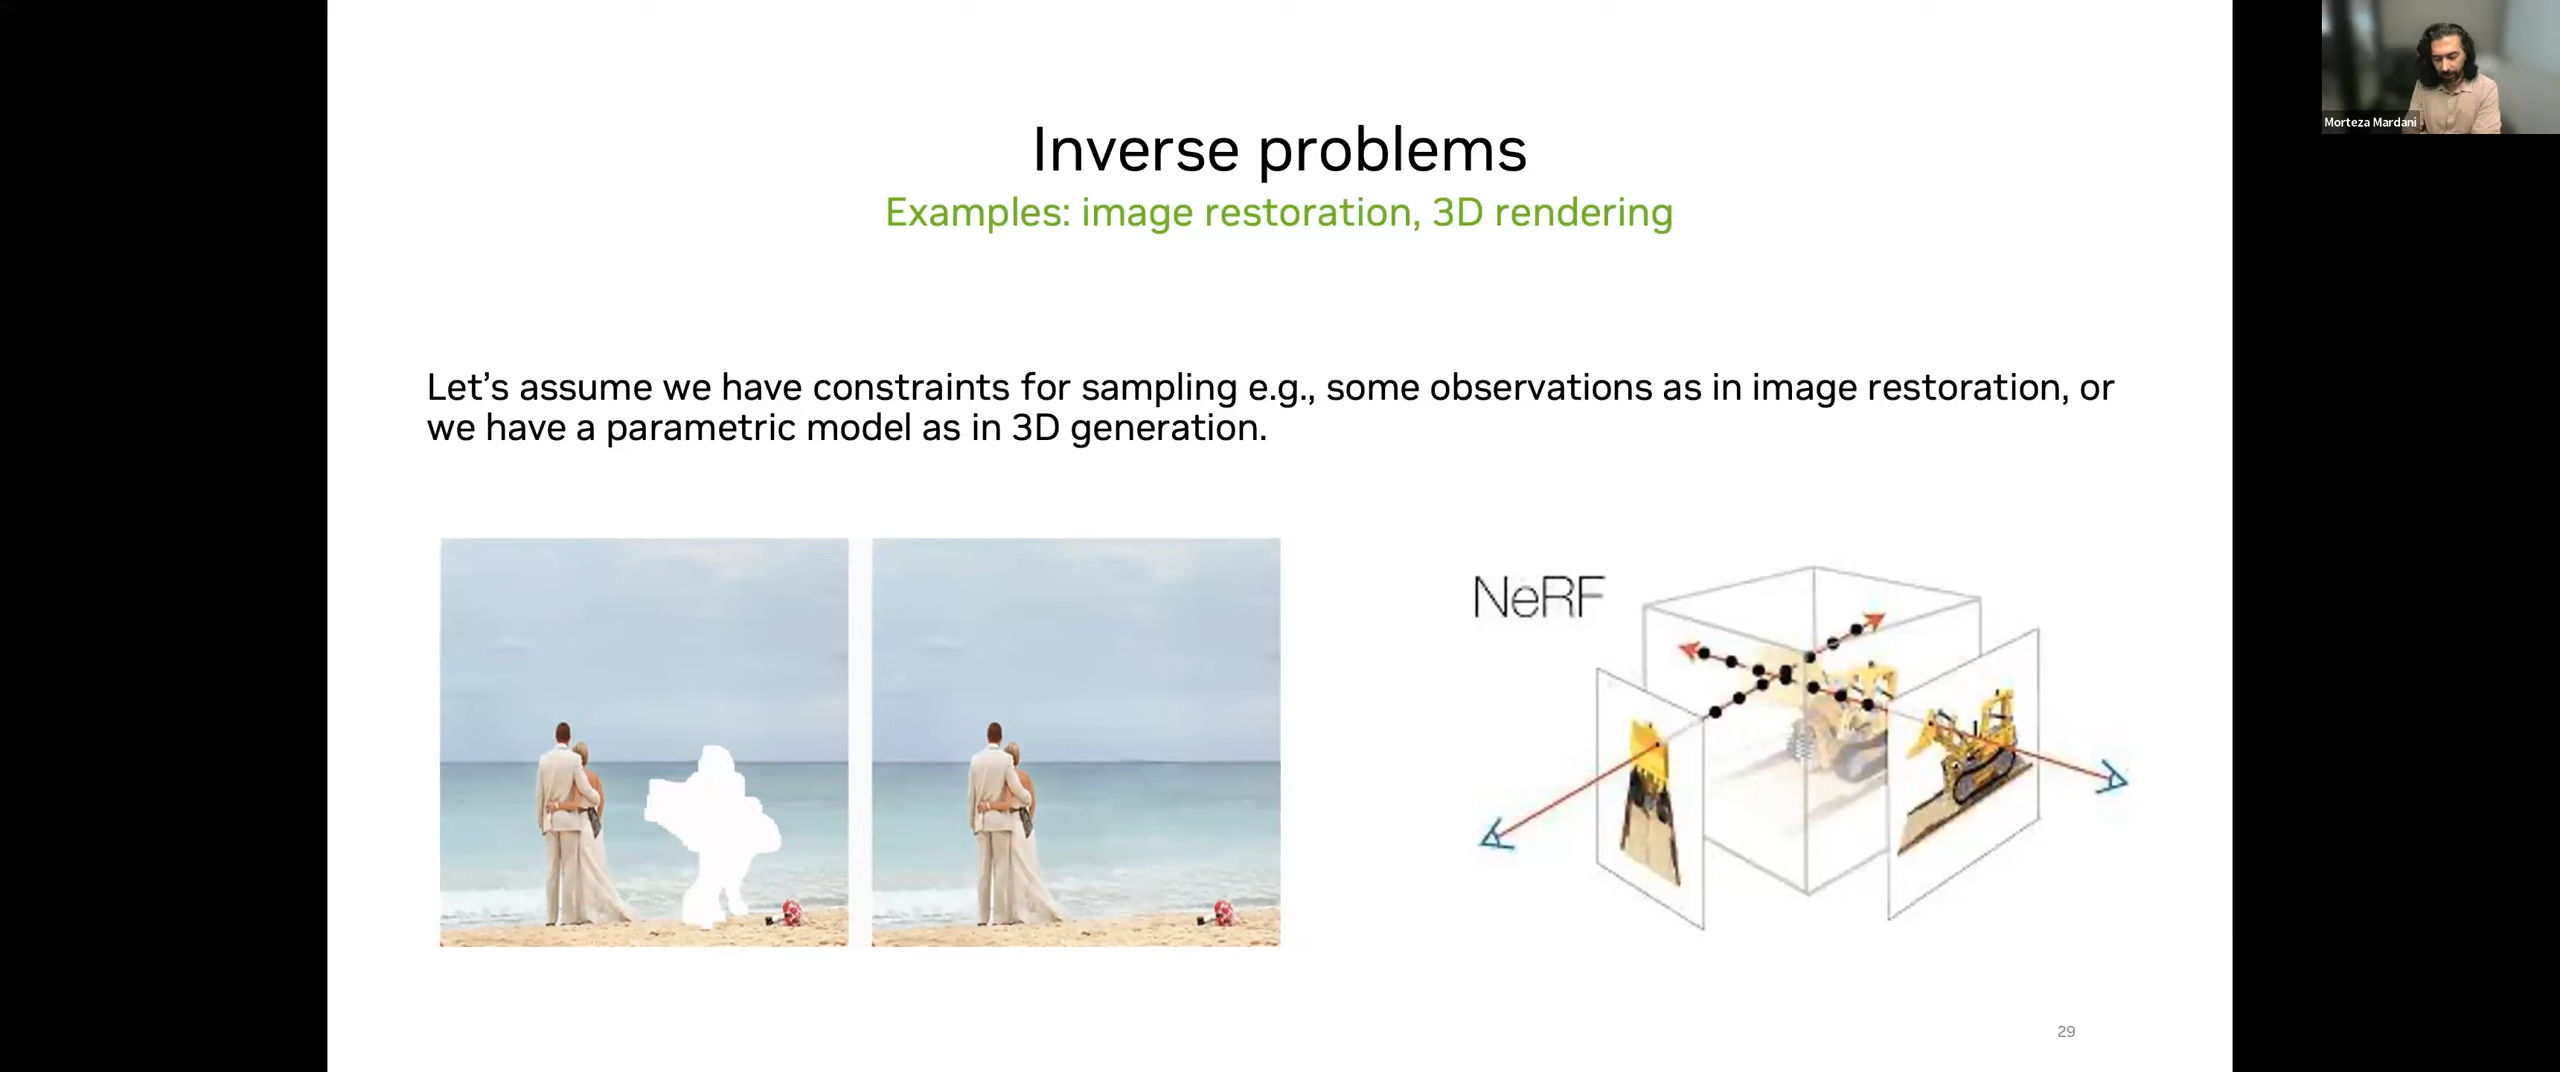 Inverse problems
Examples: image restoration, 3D rendering
Morteza Mardani
Let's assume we have constraints for sampling e.g., some observations as in image restoration, or
we have a parametric model as in 3D generation.
NeRF
29